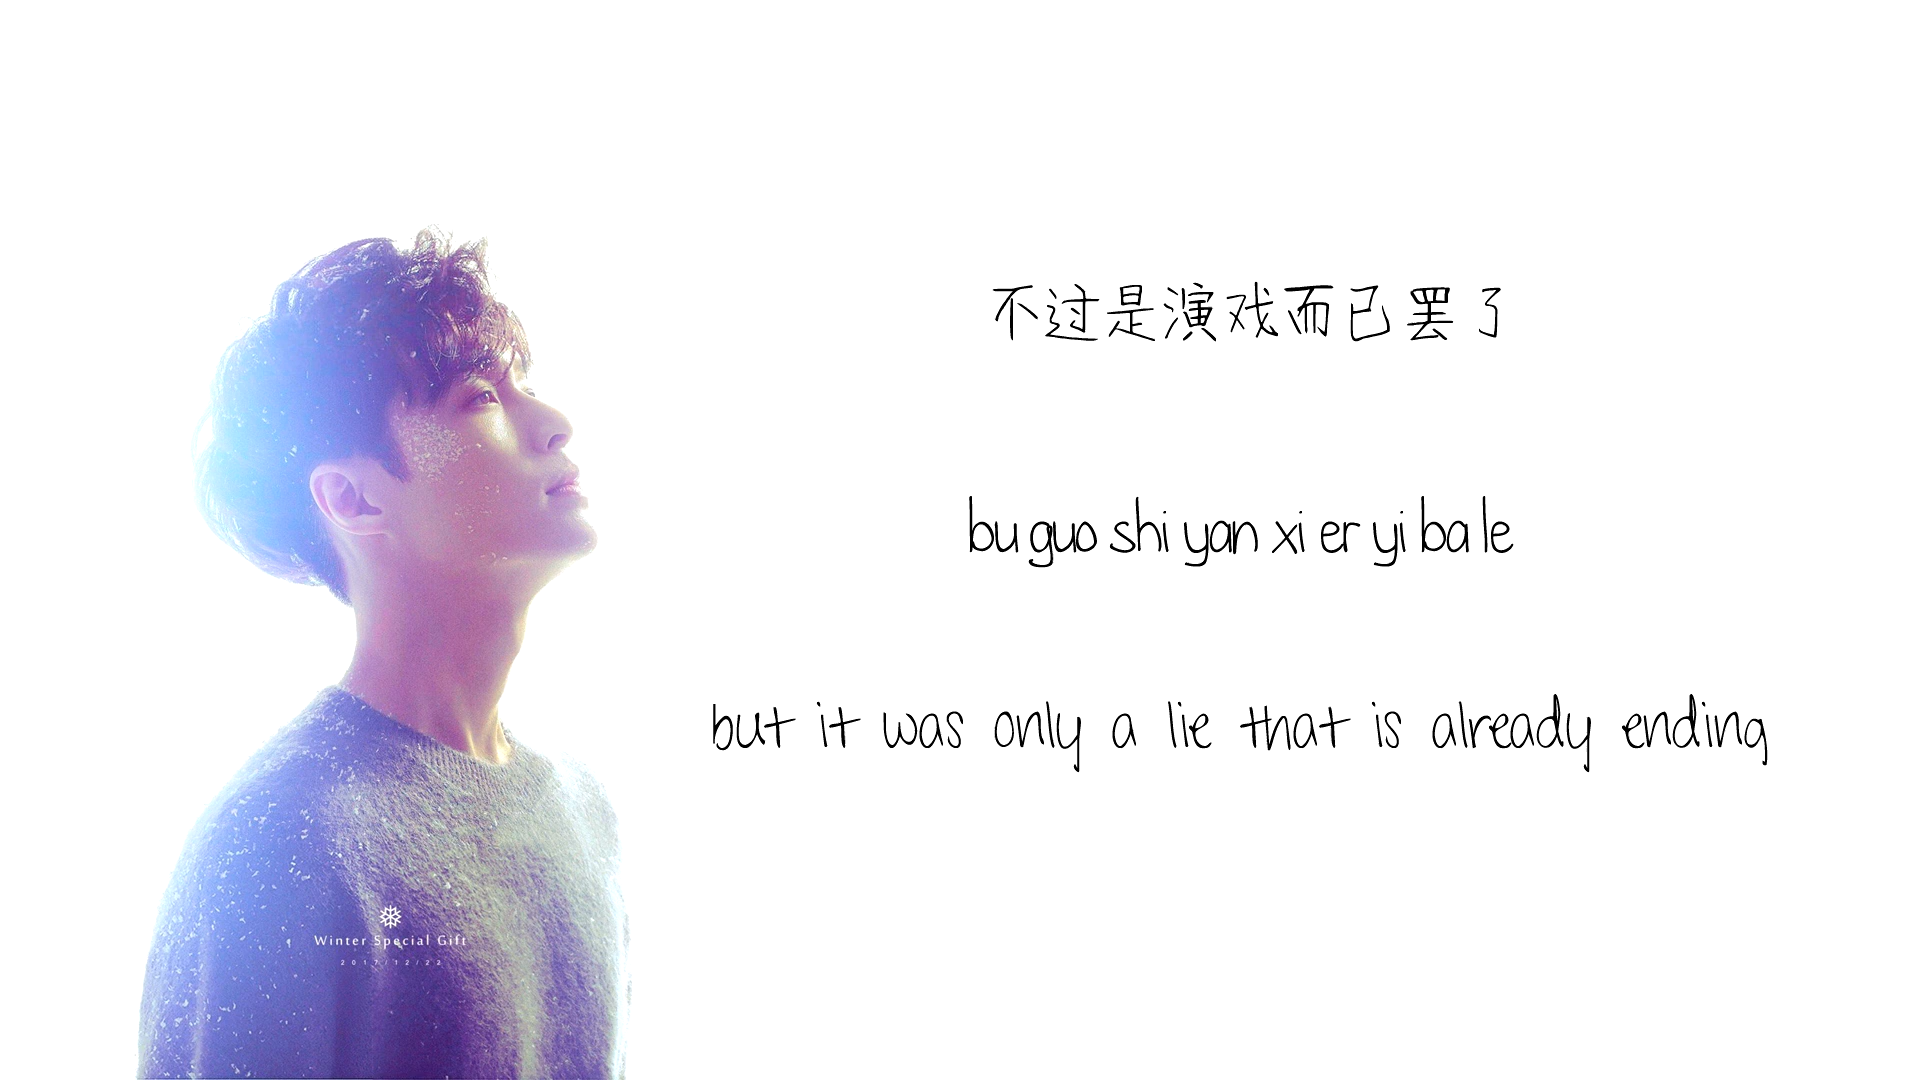 不过是演戏而已罢了
bu guo shi yan xi er yi ba le
but it was only a lie that is already ending
Winter Special Gift
2017/12/22